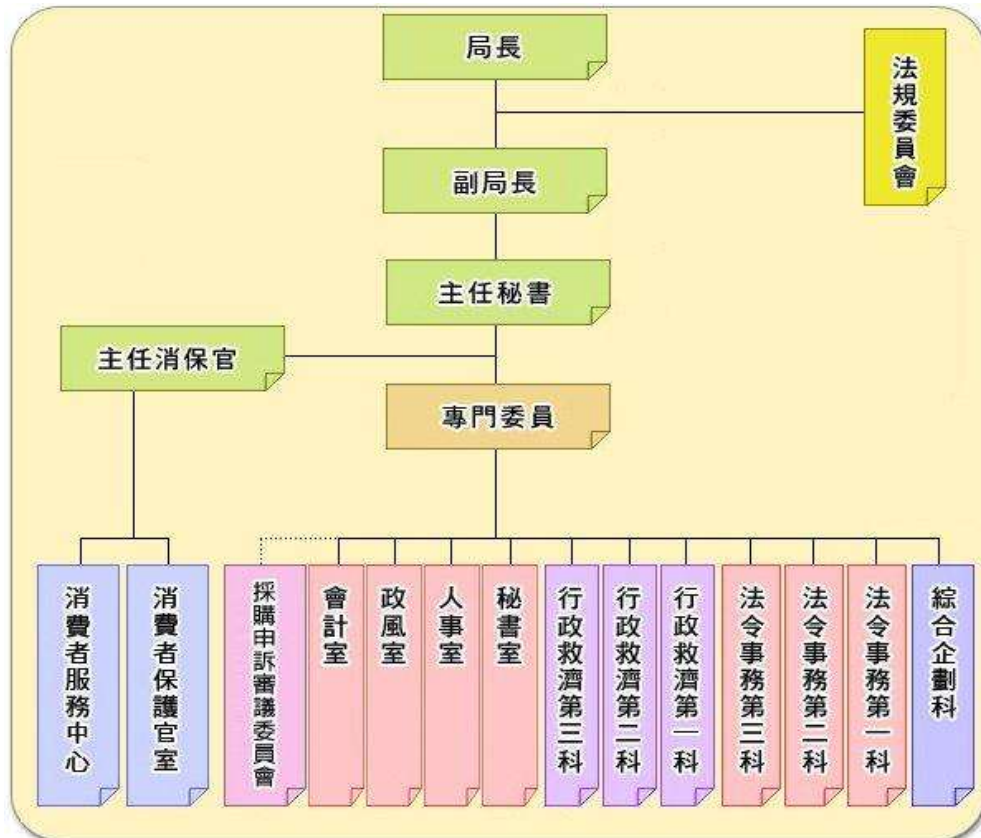 局長
法規委員會
副局長
主任秘書
主任消保官
專門委員
消費者服務中心
消費者保護官室
採購申訴審議委員會
會計室
政風室
人事室
秘書室
行政救濟第三科
行政救濟第二科
行政救濟第一科
法令事務第三科
法令事務第二科
法令事務第一科
綜合企劃科